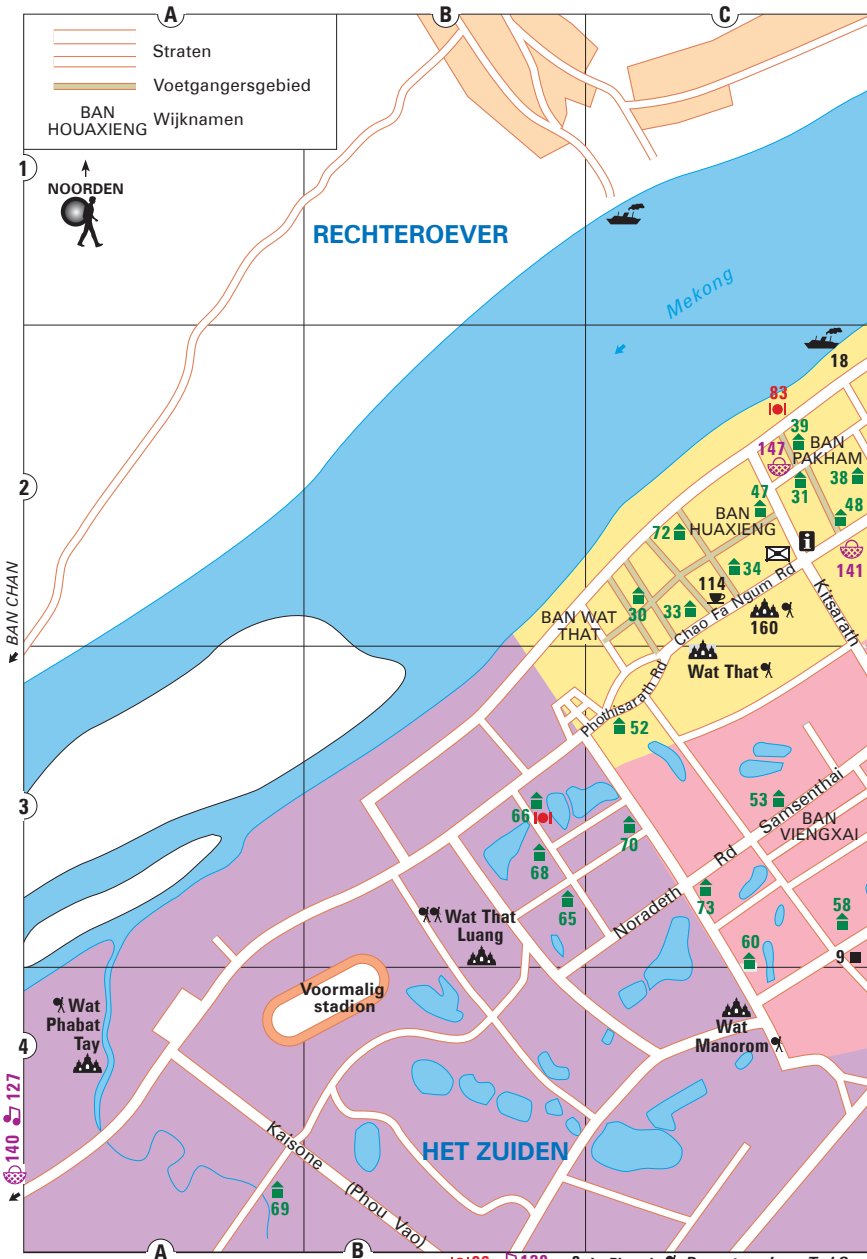 A
B
C
Straten
Voetgangersgebied
BAN
HOUAXIENG
Wijknamen
1
NOORDEN
RECHTEROEVER
Mekong
18
83
39
147
BAN
PAKHAM
38
2
47
31
48
BAN
HUAXIENG
72
34
141
114
BAN CHAN
30
33
Chao Fa Ngum Rd
160
Kitsarath
BAN WAT
THAT
Wat That
Phothisarath Rd
52
3
53
Samsenthai
BAN
VIENGXAI
66
70
68
Rd
65
Noradeth
73
58
Wat That
Luang
60
9
Voormalig
stadion
Wat
Phabat
Tay
Wat
Manorom
4
127
140
Kaisone (Phou Vao)
HET ZUIDEN
69
A
B